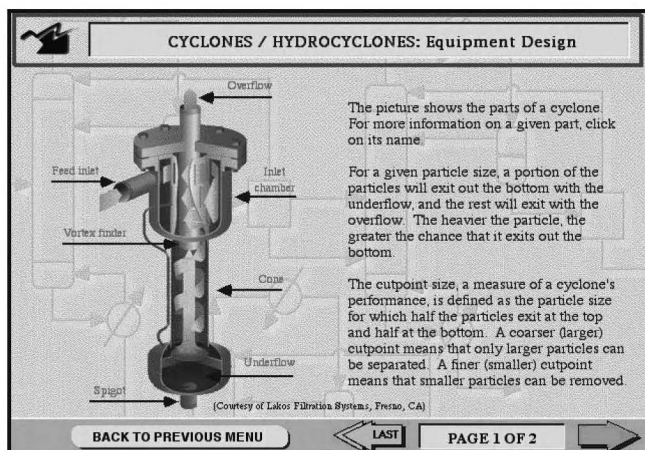 CYCLONES / HYDROCYCLONES: Equipment Design
Overflow
Feed inlet
Inlet
chamber
Vortex finder
Cone
Underflow
Spigot
(Courtesy of Lakos Filtration Systems, Fresno, CA)
The picture shows the parts of a cyclone.
For more information on a given part, click
on its name.
For a given particle size, a portion of the
particles will exit out the bottom with the
underflow, and the rest will exit with the
overflow. The heavier the particle, the
greater the chance that it exits out the
bottom.
The cutpoint size, a measure of a cyclone's
performance, is defined as the particle size
for which half the particles exit at the top
and half at the bottom. A coarser (larger)
cutpoint means that only larger particles can
be separated. A finer (smaller) cutpoint
means that smaller particles can be removed.
BACK TO PREVIOUS MENU
LAST
PAGE 1 OF 2